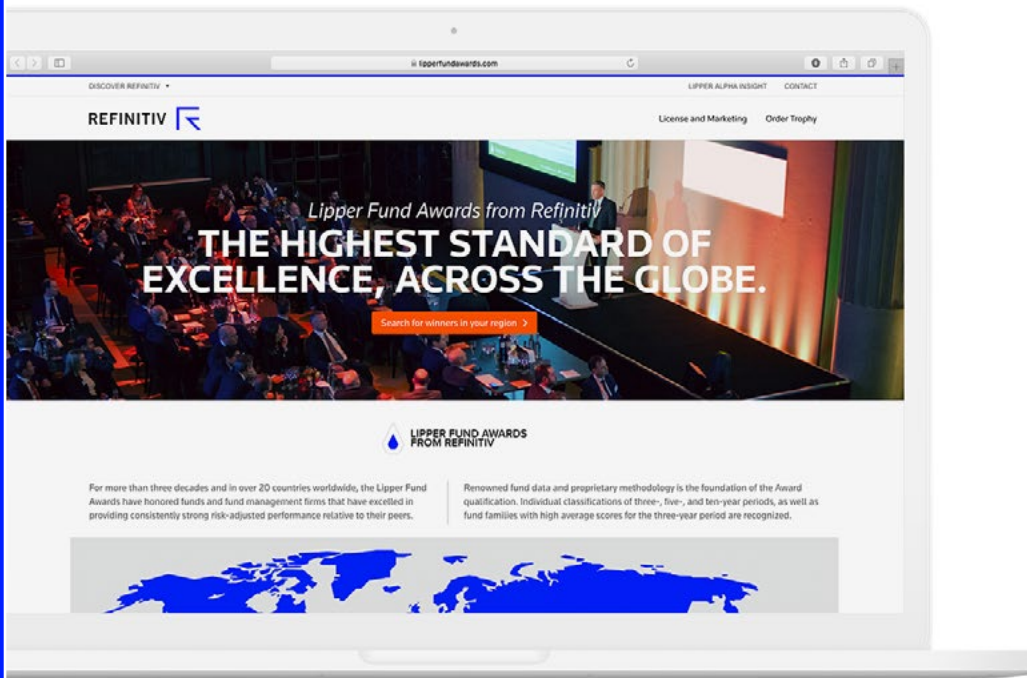 lipperfundawards.com
DISCOVER REFINITIV
LIPPER ALPHA INSIGHT CONTACT
REFINITIV
License and Marketing Order Trophy
Lipper Fund Awards from Refinitiv
THE HIGHEST STANDARD OF
EXCELLENCE, ACROSS THE GLOBE.
Search for winners in your region >
LIPPER FUND AWARDS
FROM REFINITIV
For more than three decades and in over 20 countries worldwide, the Lipper Fund
Awards have honored funds and fund management firms that have excelled in
providing consistently strong risk-adjusted performance relative to their peers.
Renowned fund data and proprietary methodology is the foundation of the Award
qualification. Individual classifications of three-, five-, and ten-year periods, as well as
fund families with high average scores for the three-year period are recognized.